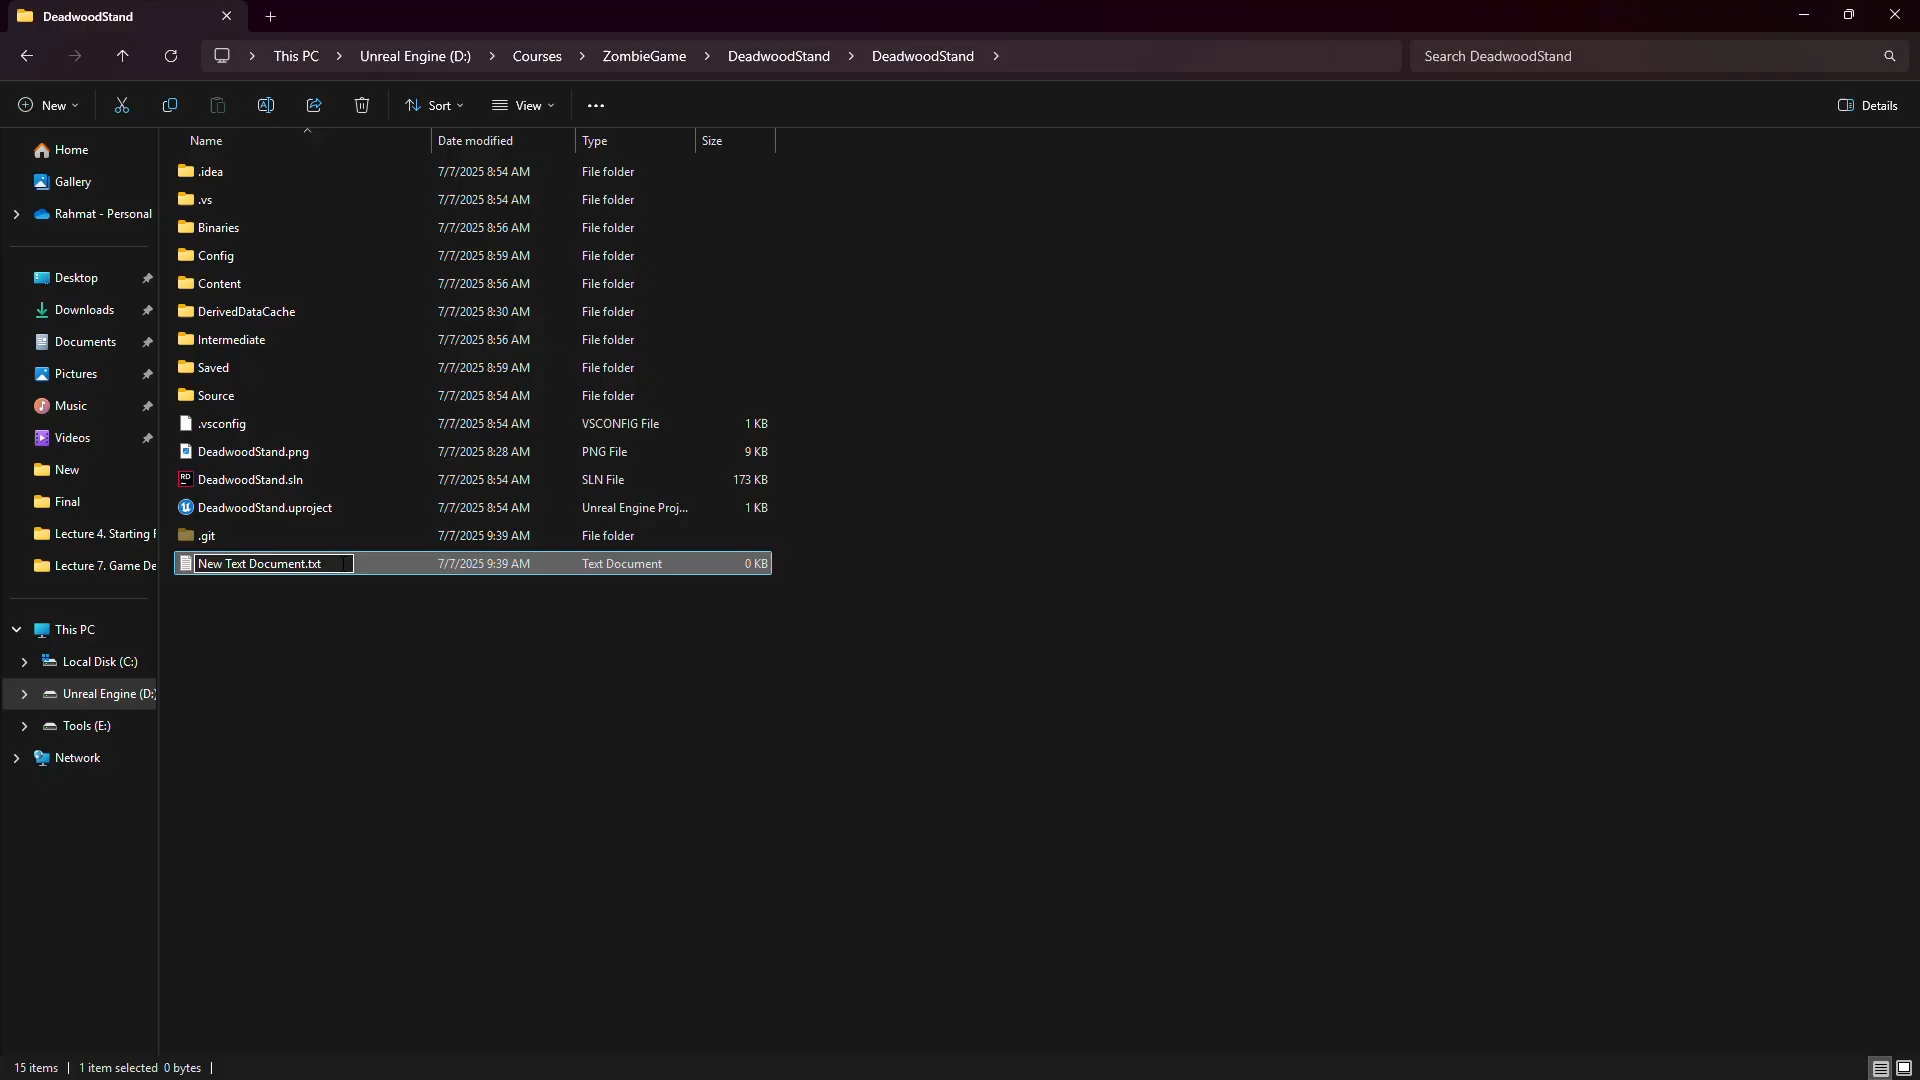 DeadwoodStand
This PC
Unreal Engine (D:)
Courses
ZombieGame
DeadwoodStand
DeadwoodStand
Search DeadwoodStand
New
Sort
View
Details
Name Date modified Type Size
.idea 7/7/2025 8:54 AM File folder
.vs 7/7/2025 8:54 AM File folder
Binaries 7/7/2025 8:56 AM File folder
Config 7/7/2025 8:59 AM File folder
Content 7/7/2025 8:56 AM File folder
DerivedDataCache 7/7/2025 8:30 AM File folder
Intermediate 7/7/2025 8:56 AM File folder
Saved 7/7/2025 8:59 AM File folder
Source 7/7/2025 8:54 AM File folder
.vsconfig 7/7/2025 8:54 AM VSCONFIG File 1 KB
DeadwoodStand.png 7/7/2025 8:28 AM PNG File 9 KB
RD DeadwoodStand.sln 7/7/2025 8:54 AM SLN File 173 KB
DeadwoodStand.uproject 7/7/2025 8:54 AM Unreal Engine Proj... 1 KB
.git 7/7/2025 9:39 AM File folder
New Text Document.txt 7/7/2025 9:39 AM Text Document 0 KB
Home
Gallery
Rahmat - Personal
Desktop
Downloads
Documents
Pictures
Music
Videos
New
Final
Lecture 4. Starting
Lecture 7. Game De
This PC
Local Disk (C:)
Unreal Engine (D:)
Tools (E:)
Network
15 items
1 item selected 0 bytes